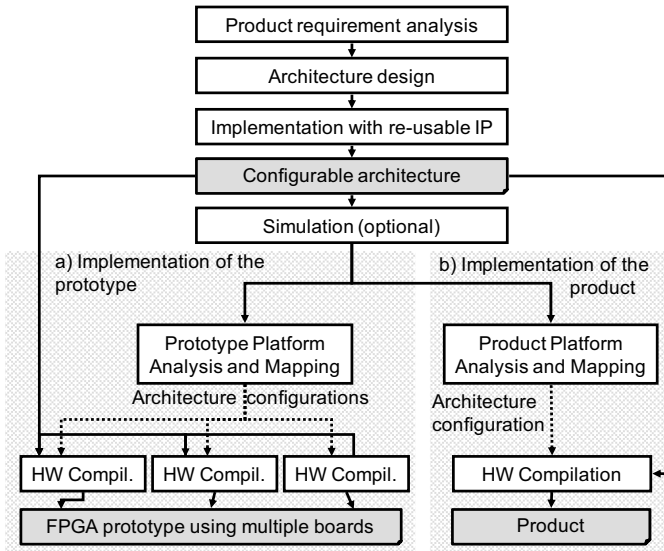 Product requirement analysis
Architecture design
Implementation with re-usable IP
Configurable architecture
Simulation (optional)
a) Implementation of the
prototype
b) Implementation of the
product
Prototype Platform
Analysis and Mapping
Product Platform
Analysis and Mapping
Architecture configurations
Architecture
configuration
HW Compil.
HW Compil.
HW Compil.
HW Compilation
FPGA prototype using multiple boards
Product